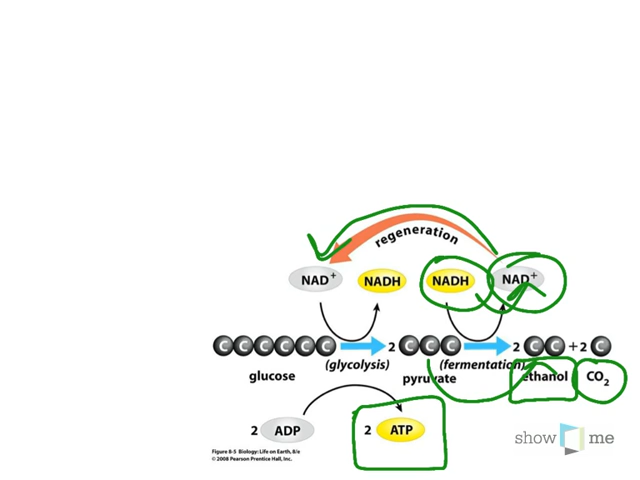 regeneration
NAD+ NADH NADH NAD+
C C C C C C 2 C C C 2 C C + 2 C
(glycolysis) (fermentation)
glucose pyruvate ethanol CO2
2 ADP 2 ATP
Figure 8-5 Biology: Life on Earth, 8/e
© 2008 Pearson Prentice Hall, Inc.
show me